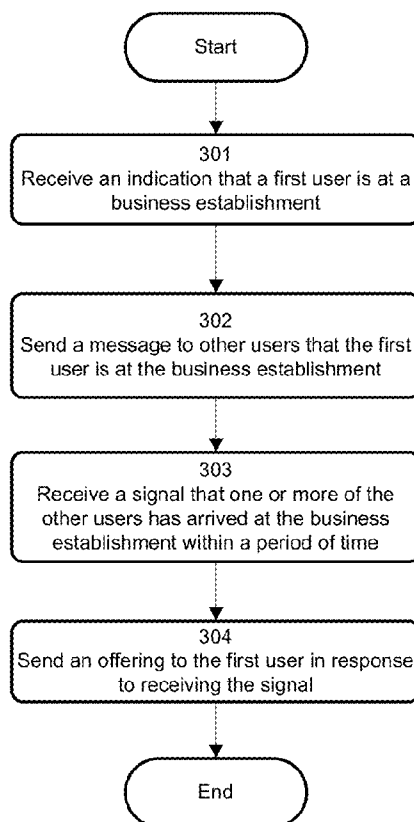 Start
301
Receive an indication that a first user is at a
business establishment
302
Send a message to other users that the first
user is at the business establishment
303
Receive a signal that one or more of the
other users has arrived at the business
establishment within a period of time
304
Send an offering to the first user in response
to receiving the signal
End